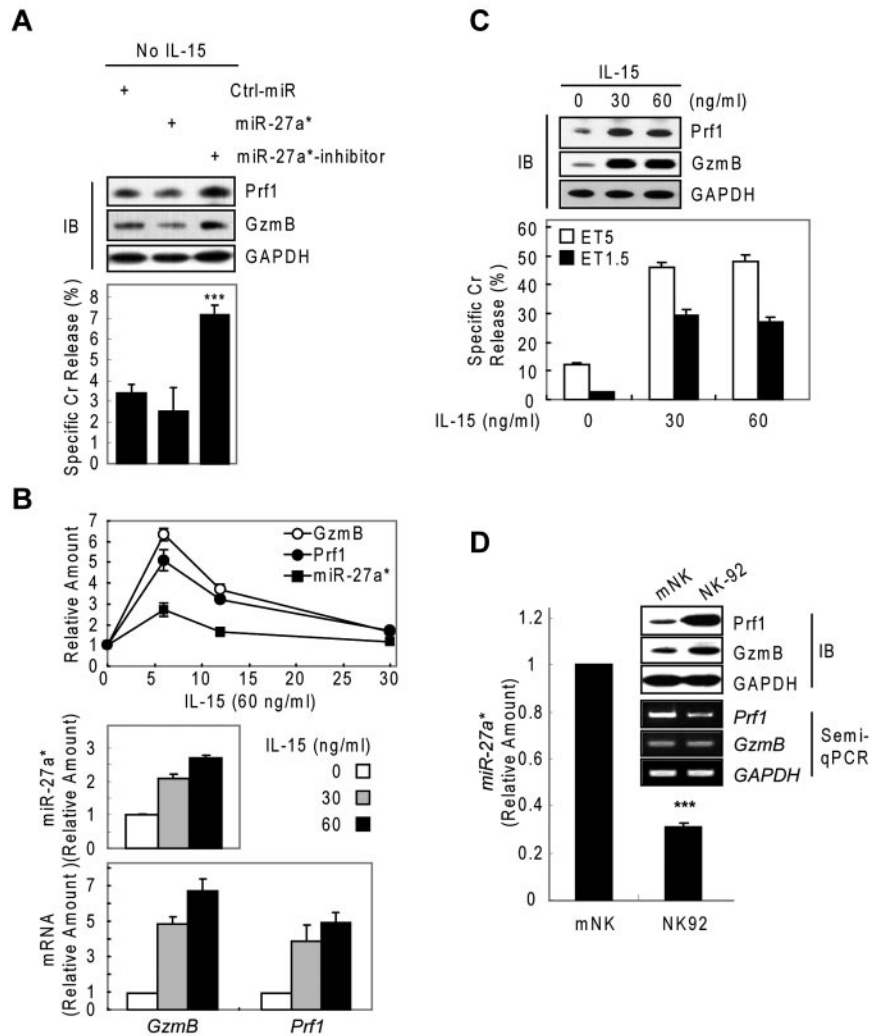 A
No IL-15
+ Ctrl-miR
+ miR-27a*
+ miR-27a*-inhibitor
IB
Prf1
GzmB
GAPDH
Specific Cr Release (%)
8
7
6
5
4
3
2
1
0
***
B
Relative Amount
7
6
5
4
3
2
1
0
GzmB
Prf1
miR-27a*
0 5 10 15 20 25 30
IL-15 (60 ng/ml)
miR-27a*
(Relative Amount)
3
2
1
0
IL-15 (ng/ml)
0
30
60
mRNA
(Relative Amount)
7
5
3
1
0
GzmB Prf1
C
IL-15
0 30 60 (ng/ml)
IB
Prf1
GzmB
GAPDH
Specific Cr
Release (%)
60
50
40
30
20
10
0
ET5
ET1.5
IL-15 (ng/ml) 0 30 60
D
mNK NK-92
Prf1
GzmB
GAPDH
IB
Prf1
GzmB
GAPDH
Semi-
qPCR
miR-27a*
(Relative Amount)
1.2
1
0.8
0.6
0.4
0.2
0
***
mNK NK92